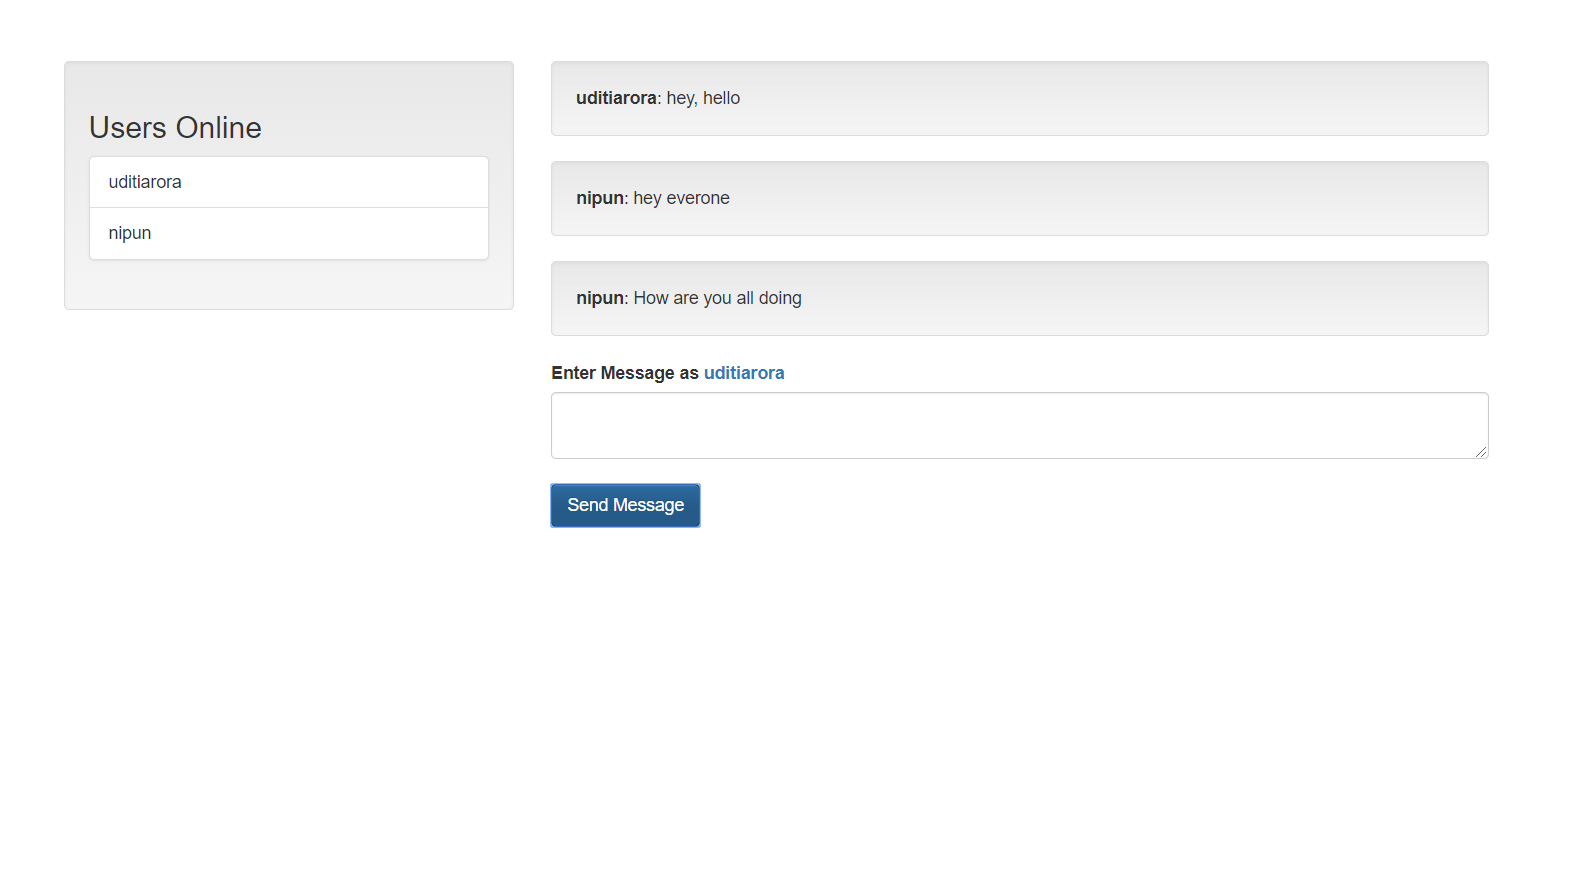 Users Online
uditiarora
nipun
uditiarora: hey, hello
nipun: hey everone
nipun: How are you all doing
Enter Message as uditiarora
Send Message